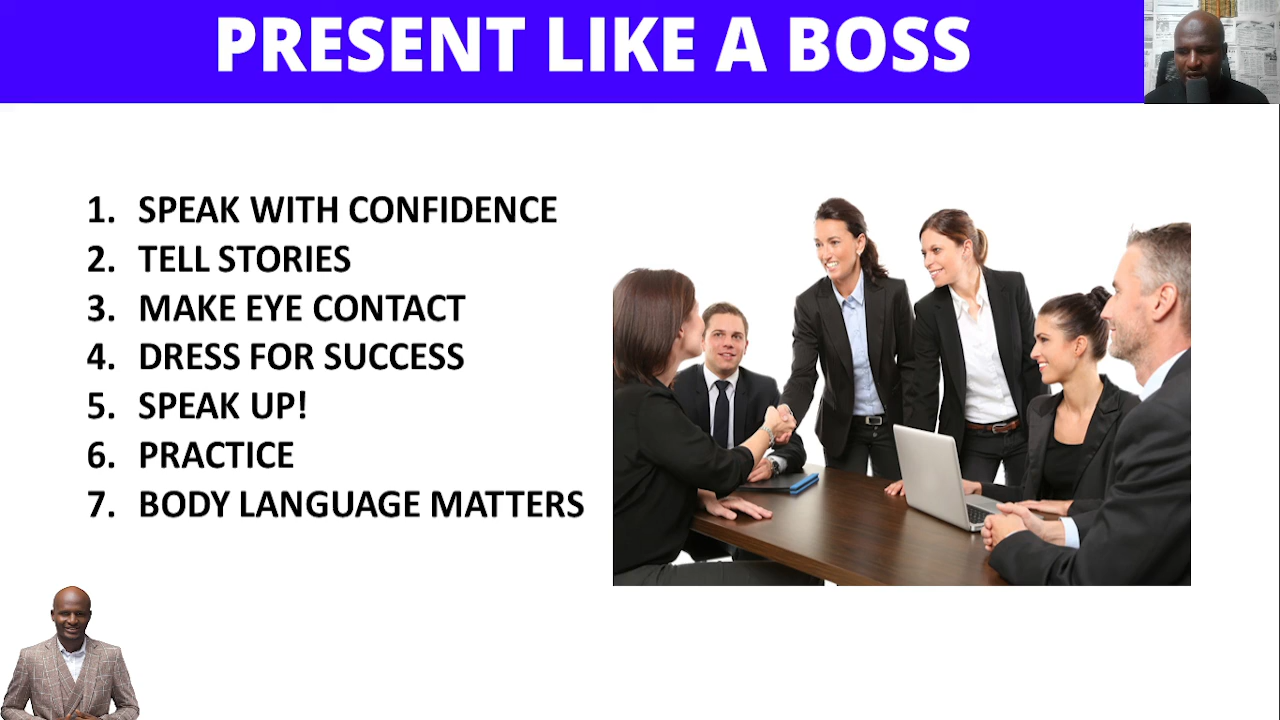 PRESENT LIKE A BOSS
1. SPEAK WITH CONFIDENCE
2. TELL STORIES
3. MAKE EYE CONTACT
4. DRESS FOR SUCCESS
5. SPEAK UP!
6. PRACTICE
7. BODY LANGUAGE MATTERS